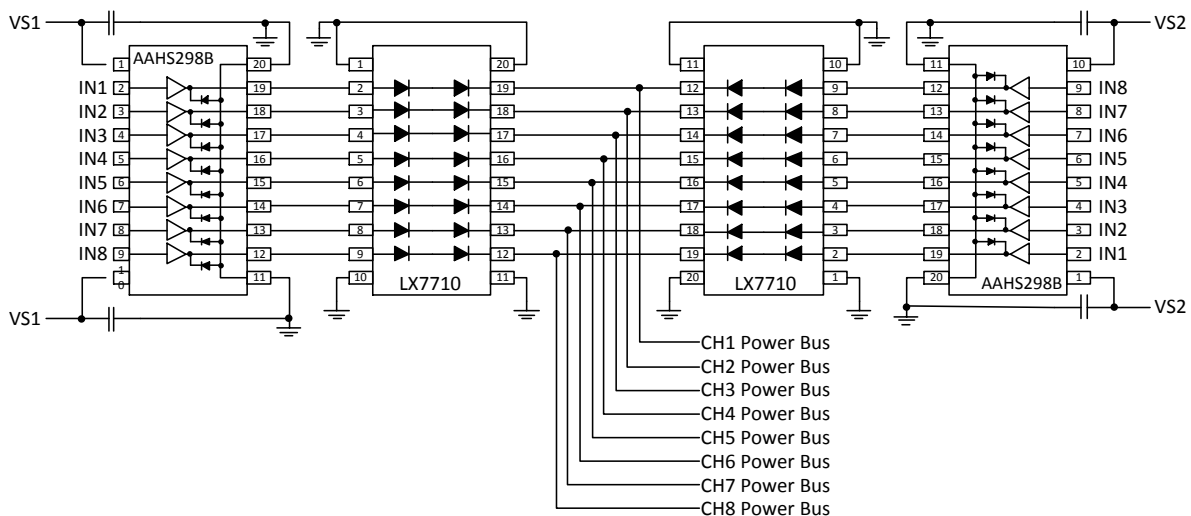 VS1 VS2
AAHS298B
1 20 1 20 11 10 11 10
IN1 2 19 2 19 12 9 12 9 IN8
IN2 3 18 3 18 13 8 13 8 IN7
IN3 4 17 4 17 14 7 14 7 IN6
IN4 5 16 5 16 15 6 15 6 IN5
IN5 6 15 6 15 16 5 16 5 IN4
IN6 7 14 7 14 17 4 17 4 IN3
IN7 8 13 8 13 18 3 18 3 IN2
IN8 9 12 9 12 19 2 19 2 IN1
10 11 10 11 20 1 20 1
LX7710 LX7710 AAHS298B
VS1 VS2
CH1 Power Bus
CH2 Power Bus
CH3 Power Bus
CH4 Power Bus
CH5 Power Bus
CH6 Power Bus
CH7 Power Bus
CH8 Power Bus